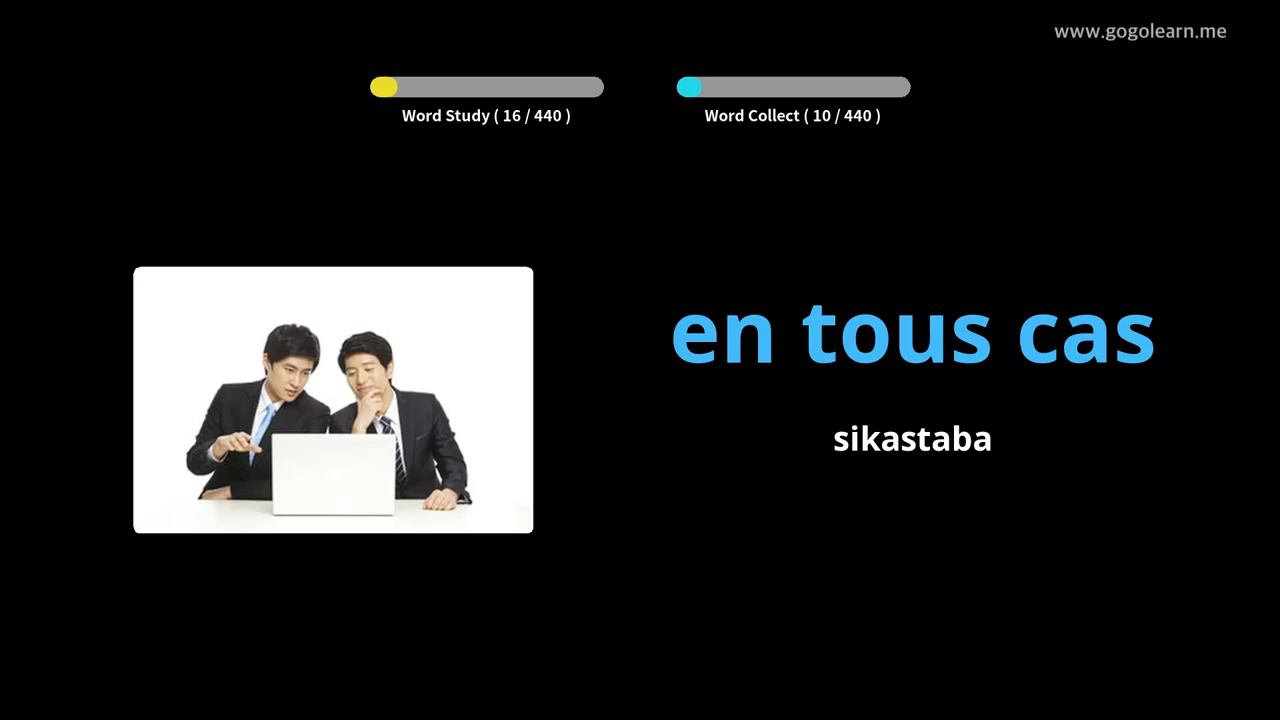 www.gogolearn.me
Word Study ( 16 / 440 )
Word Collect ( 10 / 440 )
en tous cas
sikastaba